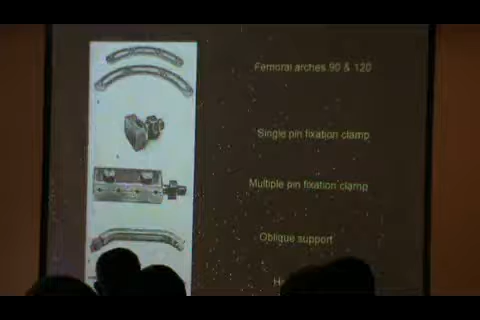 Femoral arches 90 & 120
Single pin fixation clamp
Multiple pin fixation clamp
Oblique support